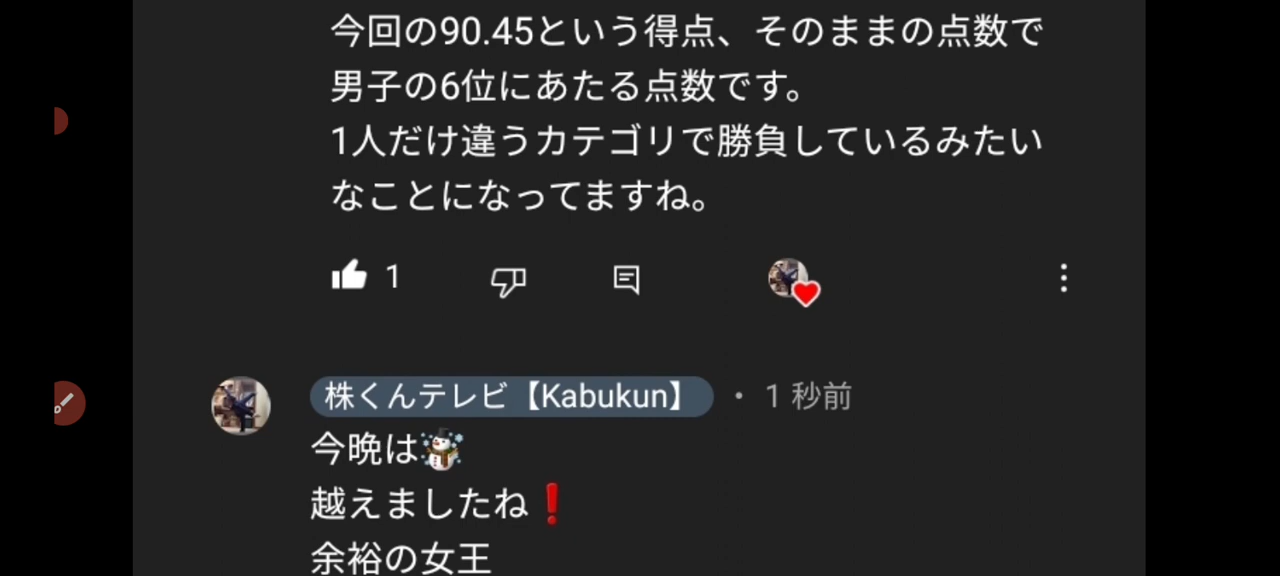 今回の90.45という得点、そのままの点数で
男子の6位にあたる点数です。
1人だけ違うカテゴリで勝負しているみたい
なことになってますね。
1
株くんテレビ【Kabukun】 ・ 1 秒前
今晩は☃️
越えましたね❗
余裕の女王